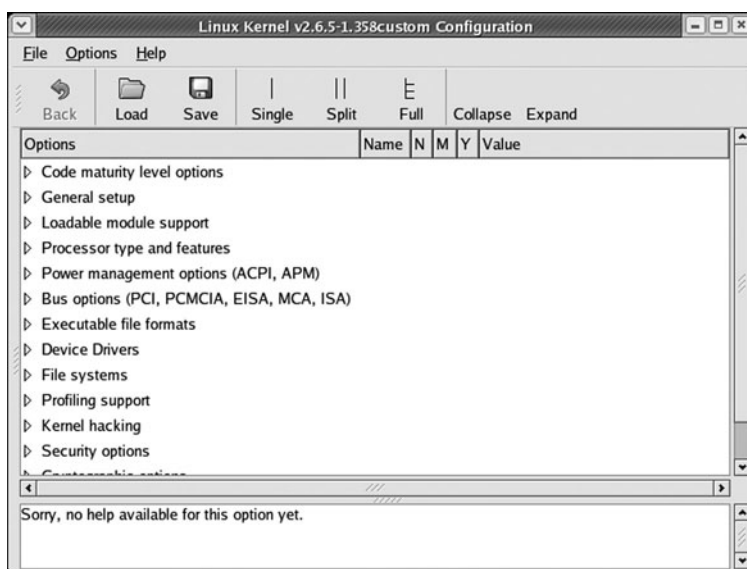 Linux Kernel v2.6.5-1.358custom Configuration
File Options Help
Back Load Save Single Split Full Collapse Expand
Options Name N M Y Value
Code maturity level options
General setup
Loadable module support
Processor type and features
Power management options (ACPI, APM)
Bus options (PCI, PCMCIA, EISA, MCA, ISA)
Executable file formats
Device Drivers
File systems
Profiling support
Kernel hacking
Security options
Sorry, no help available for this option yet.